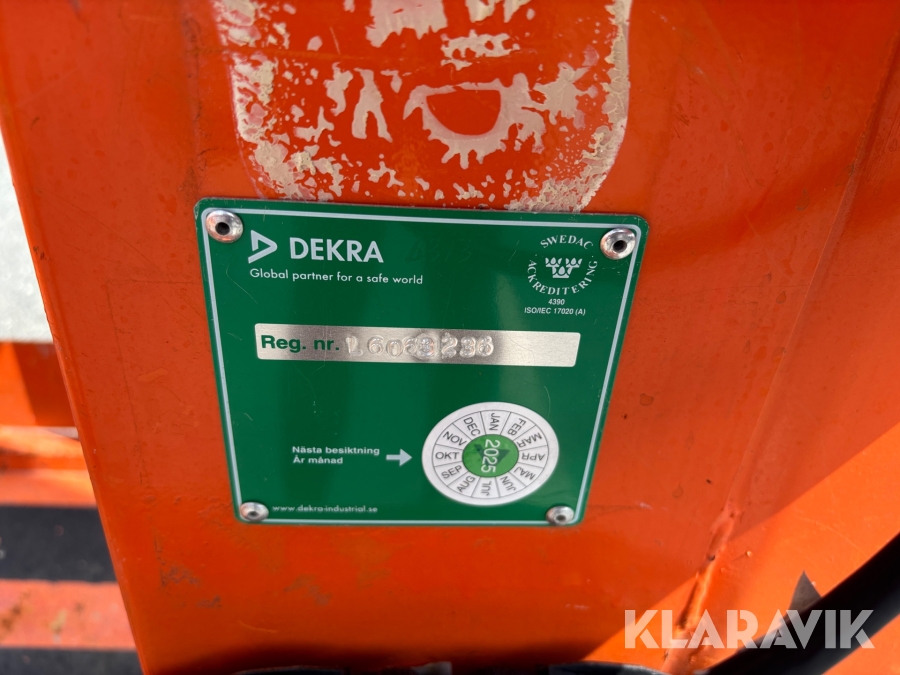 DEKRA
Global partner for a safe world
SWEDAC
ACKREDITERING
4390
ISO/IEC 17020 (A)
Reg. nr.
Nästa besiktning
År månad
JAN
FEB
MAR
APR
MAJ
JUN
JUL
AUG
SEP
OKT
NOV
DEC
2025
www.dekra-industrial.se
KLARAVIK